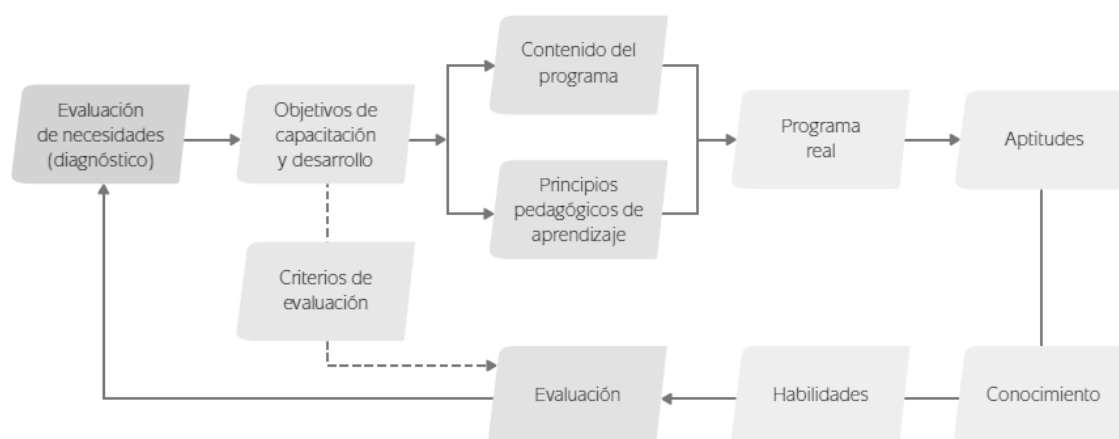 Evaluación
de necesidades
(diagnóstico)
Objetivos de
capacitación
y desarrollo
Contenido del
programa
Principios
pedagógicos de
aprendizaje
Programa
real
Aptitudes
Criterios de
evaluación
Evaluación
Habilidades
Conocimiento